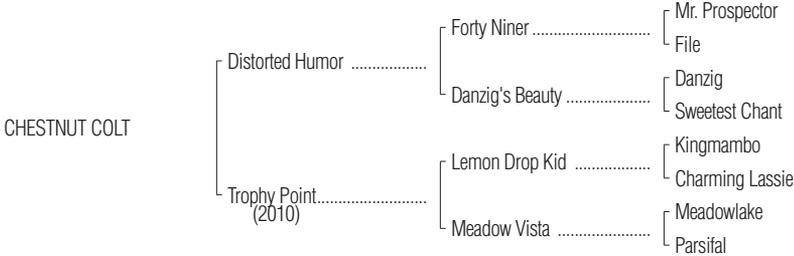 Mr. Prospector
Forty Niner ............................
File
Distorted Humor ..................
Danzig
Danzig's Beauty ....................
Sweetest Chant
CHESTNUT COLT
Kingmambo
Lemon Drop Kid ..................
Charming Lassie
Trophy Point..........................
(2010)
Meadowlake
Meadow Vista ......................
Parsifal